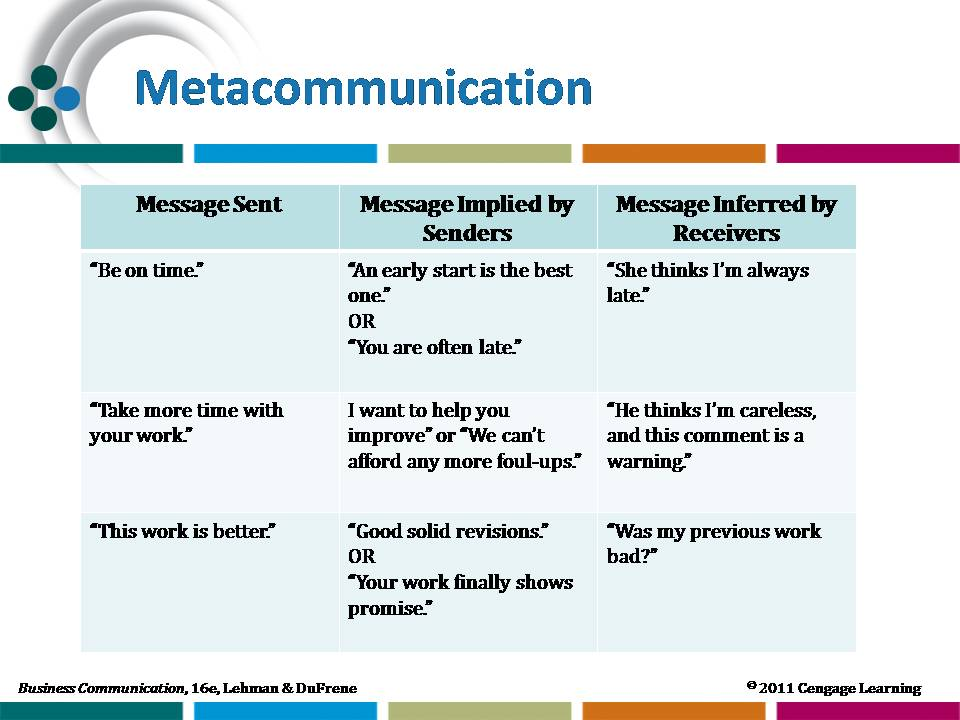 Metacommunication
Message Sent
Message Implied by
Senders
Message Inferred by
Receivers
“Be on time.”
“An early start is the best
one.”
OR
“You are often late.”
“She thinks I’m always
late.”
“Take more time with
your work.”
I want to help you
improve” or “We can’t
afford any more foul-ups.”
“He thinks I’m careless,
and this comment is a
warning.”
“This work is better.”
“Good solid revisions.”
OR
“Your work finally shows
promise.”
“Was my previous work
bad?”
Business Communication, 16e, Lehman & DuFrene
© 2011 Cengage Learning